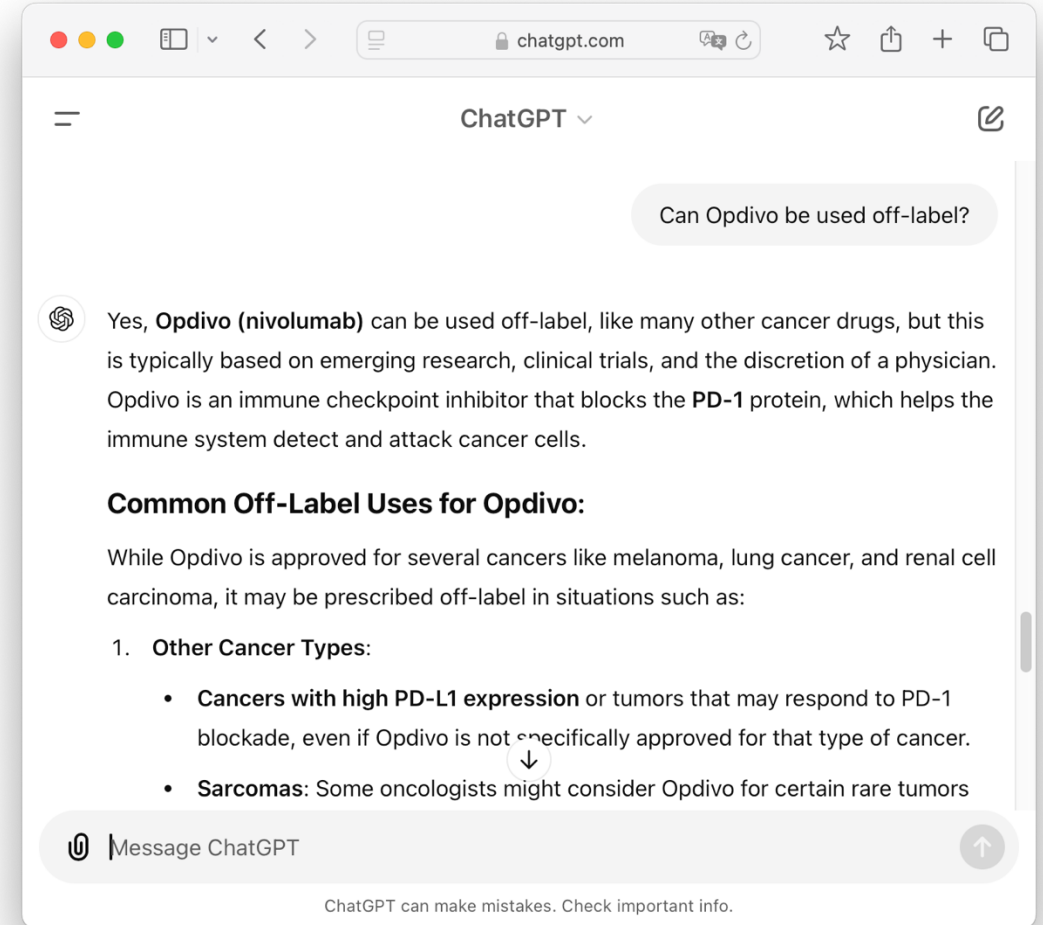 chatgpt.com
ChatGPT
Can Opdivo be used off-label?
Yes, Opdivo (nivolumab) can be used off-label, like many other cancer drugs, but this
is typically based on emerging research, clinical trials, and the discretion of a physician.
Opdivo is an immune checkpoint inhibitor that blocks the PD-1 protein, which helps the
immune system detect and attack cancer cells.
Common Off-Label Uses for Opdivo:
While Opdivo is approved for several cancers like melanoma, lung cancer, and renal cell
carcinoma, it may be prescribed off-label in situations such as:
1. Other Cancer Types:
• Cancers with high PD-L1 expression or tumors that may respond to PD-1
blockade, even if Opdivo is not specifically approved for that type of cancer.
• Sarcomas: Some oncologists might consider Opdivo for certain rare tumors
Message ChatGPT
ChatGPT can make mistakes. Check important info.